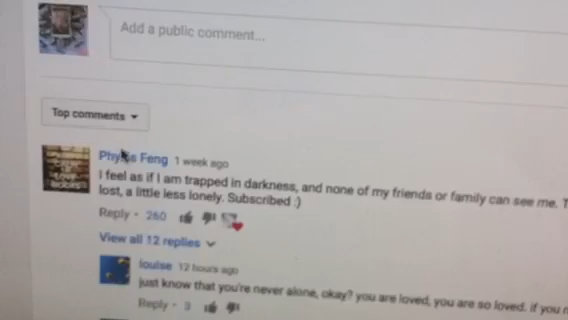 Add a public comment...
Top comments
Feng 1 week ago
I feel as if I am trapped in darkness, and none of my friends or family can see me.
lost, a little less lonely. Subscribed :)
Reply • 260
View all 12 replies
louise 12 hours ago
just know that you're never alone, okay? you are loved, you are so loved. if you
Reply • 3